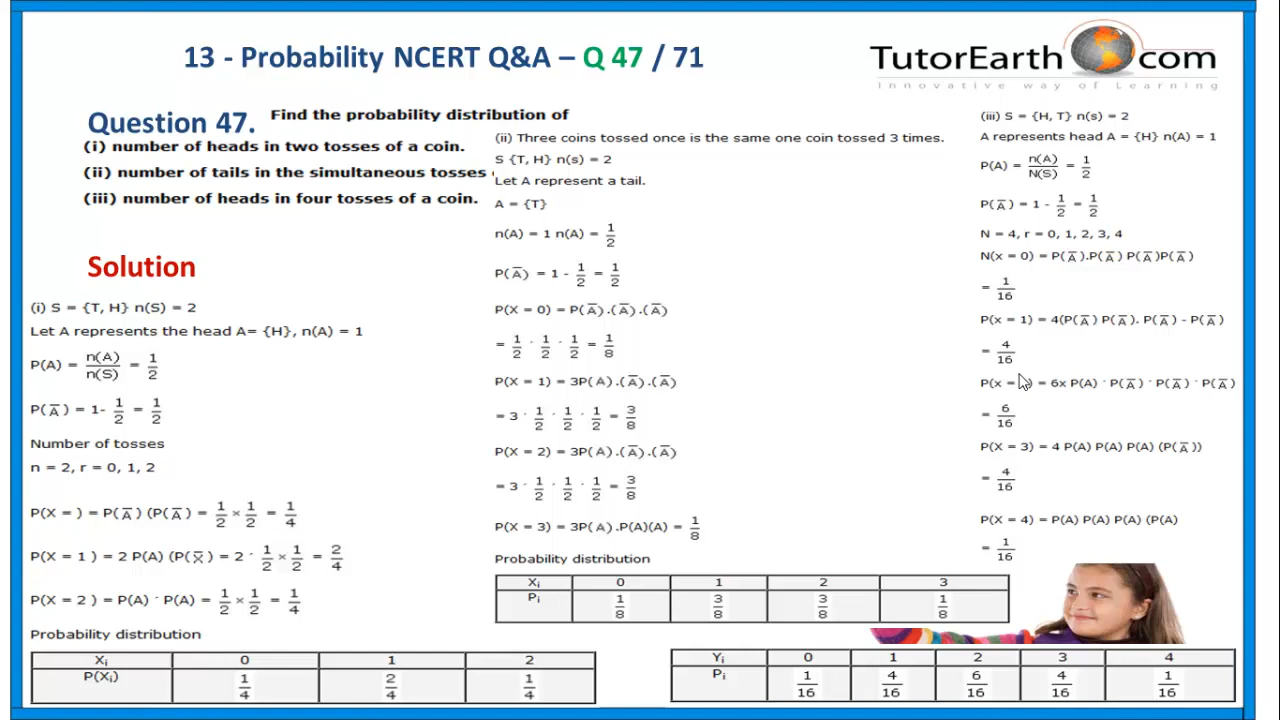 13 - Probability NCERT Q&A – Q 47 / 71
TutorEarth com
Innovative way of Learning
Question 47. Find the probability distribution of
(i) number of heads in two tosses of a coin.
(ii) number of tails in the simultaneous tosses
(iii) number of heads in four tosses of a coin.
Solution
(i) S = {T, H} n(S) = 2
Let A represents the head A= {H}, n(A) = 1
P(A) = n(A)/n(S) = 1/2
P(A̅) = 1- 1/2 = 1/2
Number of tosses
n = 2, r = 0, 1, 2
P(X = ) = P(A̅) (P(A̅) = 1/2 × 1/2 = 1/4
P(X = 1 ) = 2 P(A) (P(X̅) = 2 · 1/2 × 1/2 = 2/4
P(X = 2 ) = P(A) · P(A) = 1/2 × 1/2 = 1/4
Probability distribution
Xi 0 1 2
P(Xi) 1/4 2/4 1/4
(ii) Three coins tossed once is the same one coin tossed 3 times.
S {T, H} n(s) = 2
Let A represent a tail.
A = {T}
n(A) = 1 n(A) = 1/2
P(A̅) = 1 - 1/2 = 1/2
P(X = 0) = P(A̅).(A̅).(A̅)
= 1/2 · 1/2 · 1/2 = 1/8
P(X = 1) = 3P(A).(A̅).(A̅)
= 3 · 1/2 · 1/2 · 1/2 = 3/8
P(X = 2) = 3P(A).(A̅).(A̅)
= 3 · 1/2 · 1/2 · 1/2 = 3/8
P(X = 3) = 3P(A).P(A)(A) = 1/8
Probability distribution
Xi 0 1 2 3
Pi 1/8 3/8 3/8 1/8
(iii) S = {H, T} n(S) = 2
A represents head A = {H} n(A) = 1
P(A) = n(A)/N(S) = 1/2
P(A̅) = 1 - 1/2 = 1/2
N = 4, r = 0, 1, 2, 3, 4
N(x = 0) = P(A̅).P(A̅) P(A̅)P(A̅)
= 1/16
P(x = 1) = 4(P(A̅) P(A̅). P(A̅) - P(A̅)
= 4/16
P(x = ) = 6x P(A) · P(A̅) · P(A̅) · P(A̅)
= 6/16
P(X = 3) = 4 P(A) P(A) P(A) (P(A̅))
= 4/16
P(X = 4) = P(A) P(A) P(A) (P(A)
= 1/16
Yi 0 1 2 3 4
Pi 1/16 4/16 6/16 4/16 1/16